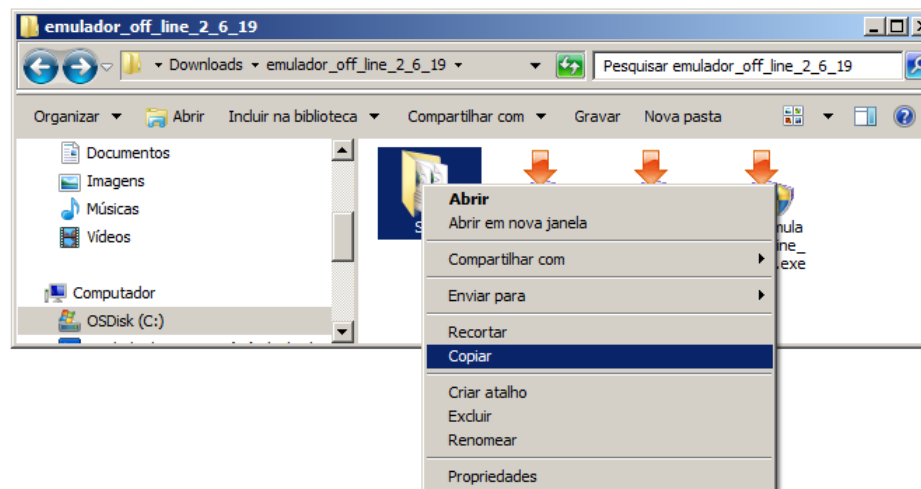 emulador_off_line_2_6_19
Downloads emulador_off_line_2_6_19
Pesquisar emulador_off_line_2_6_19
Organizar Abrir Incluir na biblioteca Compartilhar com Gravar Nova pasta
Documentos
Imagens
Músicas
Vídeos
Computador
OSDisk (C:)
S
.exe
Abrir
Abrir em nova janela
Compartilhar com
Enviar para
Recortar
Copiar
Criar atalho
Excluir
Renomear
Propriedades